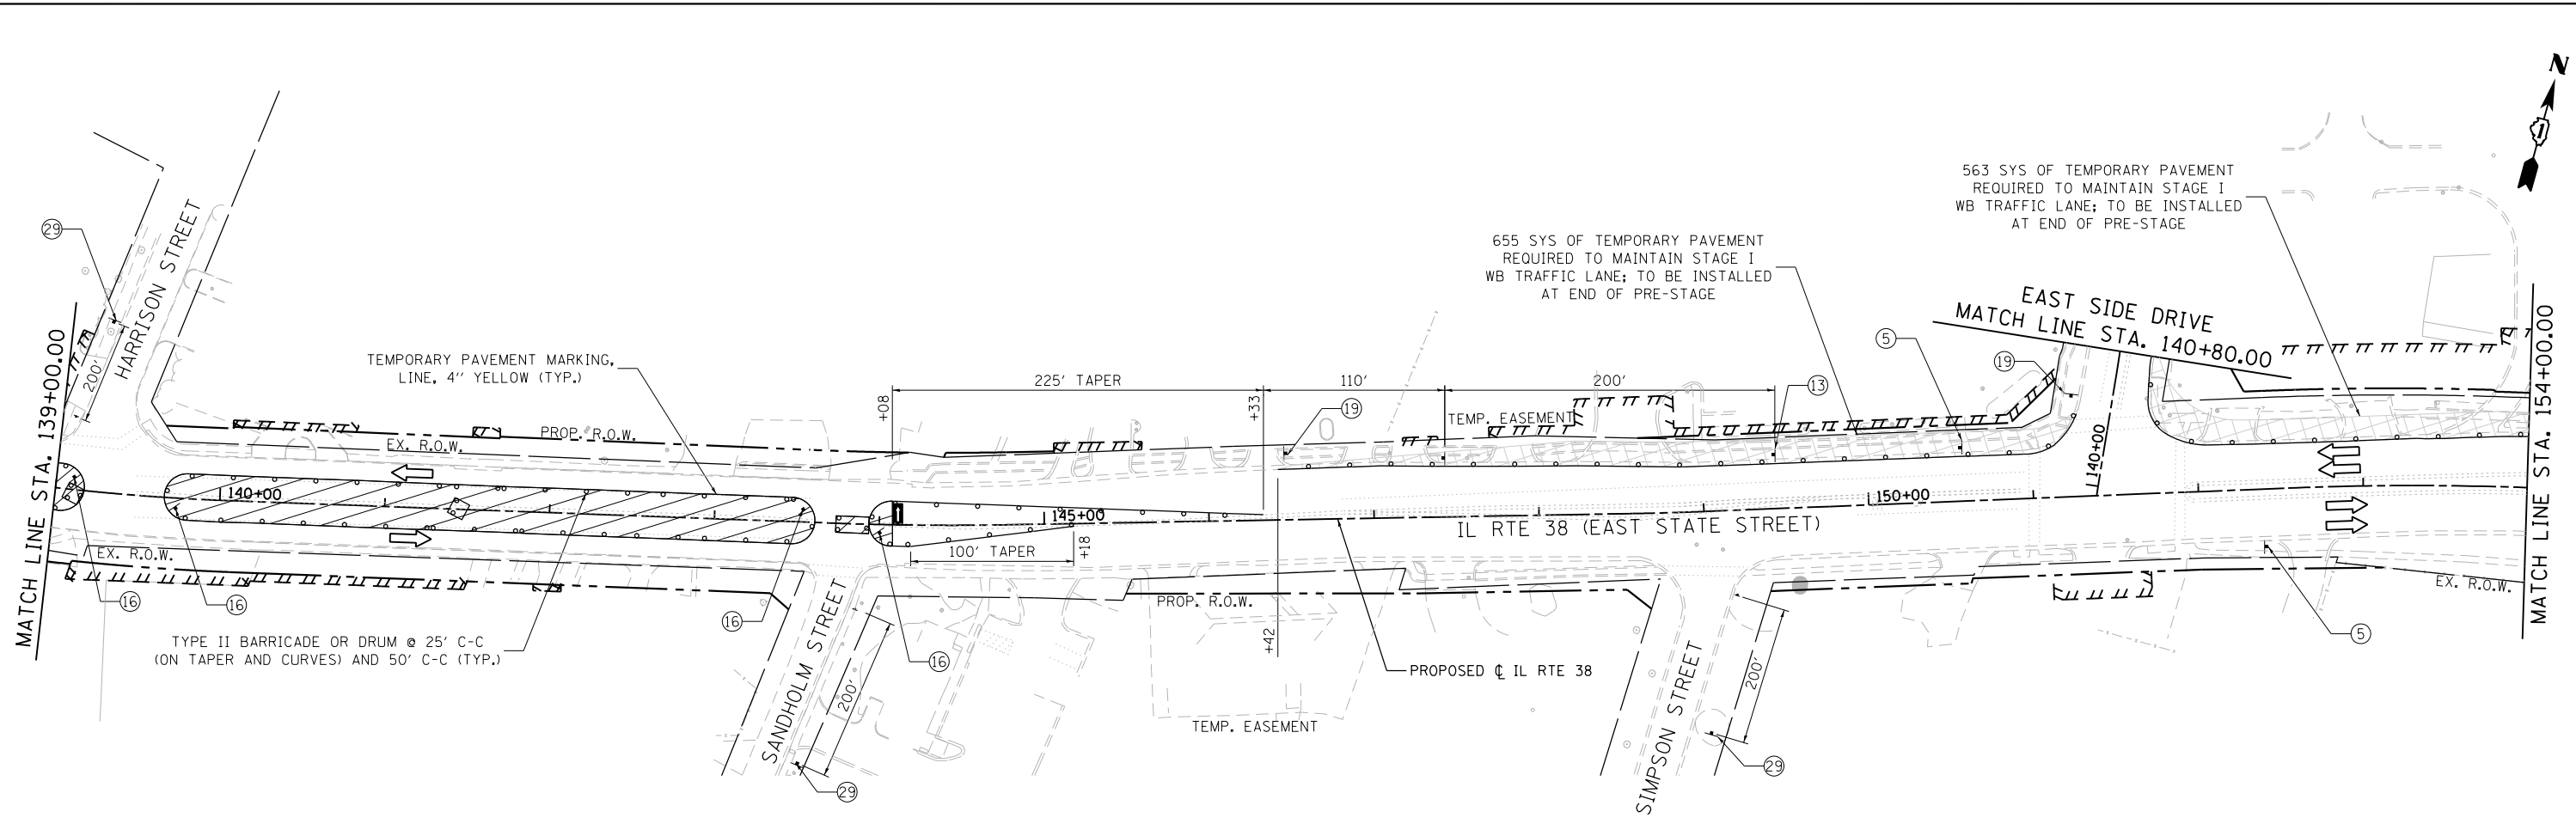 N
1
563 SYS OF TEMPORARY PAVEMENT
REQUIRED TO MAINTAIN STAGE I
WB TRAFFIC LANE; TO BE INSTALLED
AT END OF PRE-STAGE
655 SYS OF TEMPORARY PAVEMENT
REQUIRED TO MAINTAIN STAGE I
WB TRAFFIC LANE; TO BE INSTALLED
AT END OF PRE-STAGE
29
HARRISON STREET
200'
MATCH LINE STA. 139+00.00
EAST SIDE DRIVE
MATCH LINE STA. 140+80.00
MATCH LINE STA. 154+00.00
5
19
TEMPORARY PAVEMENT MARKING,
LINE, 4'' YELLOW (TYP.)
225' TAPER
110'
200'
13
+08
+33
19
TEMP. EASEMENT
EX. R.O.W.
PROP. R.O.W.
140+00
140+00
145+00
150+00
IL RTE 38 (EAST STATE STREET)
100' TAPER
+18
EX. R.O.W.
EX. R.O.W.
16
16
16
16
TYPE II BARRICADE OR DRUM @ 25' C-C
(ON TAPER AND CURVES) AND 50' C-C (TYP.)
SANDHOLM STREET
200'
29
PROP. R.O.W.
+42
PROPOSED ℄ IL RTE 38
TEMP. EASEMENT
SIMPSON STREET
200'
29
5